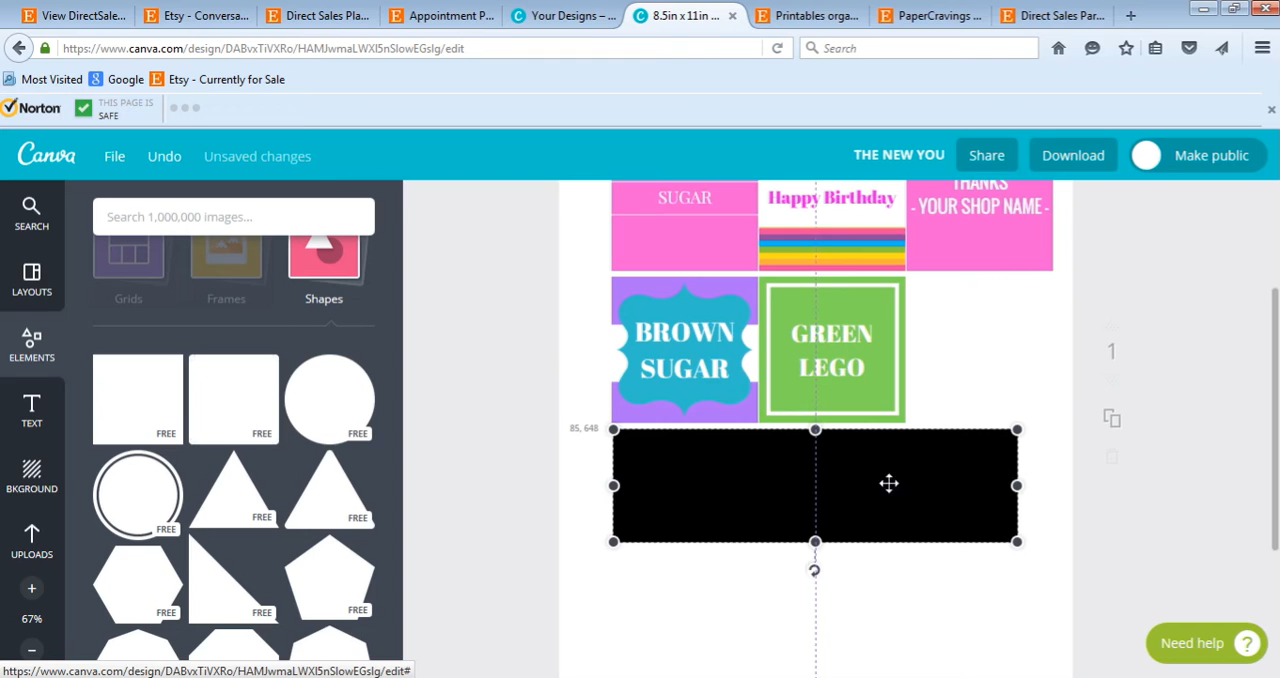 View DirectSale...
Etsy - Conversa...
Direct Sales Pla...
Appointment P...
Your Designs – ...
8.5in x 11in ...
Printables orga...
PaperCravings ...
Direct Sales Par...
https://www.canva.com/design/DABvxTiVXRo/HAMJwmaLWXl5nSlowEGsIg/edit
Search
Most Visited
Google
Etsy - Currently for Sale
Norton
THIS PAGE IS
SAFE
Canva
File
Undo
Unsaved changes
THE NEW YOU
Share
Download
Make public
SEARCH
LAYOUTS
ELEMENTS
TEXT
BKGROUND
UPLOADS
67%
Search 1,000,000 images...
Grids
Frames
Shapes
FREE
FREE
FREE
FREE
FREE
FREE
FREE
FREE
FREE
SUGAR
Happy Birthday
THANKS
- YOUR SHOP NAME -
BROWN
SUGAR
GREEN
LEGO
85, 648
1
Need help ?
https://www.canva.com/design/DABvxTiVXRo/HAMJwmaLWXl5nSlowEGsIg/edit#